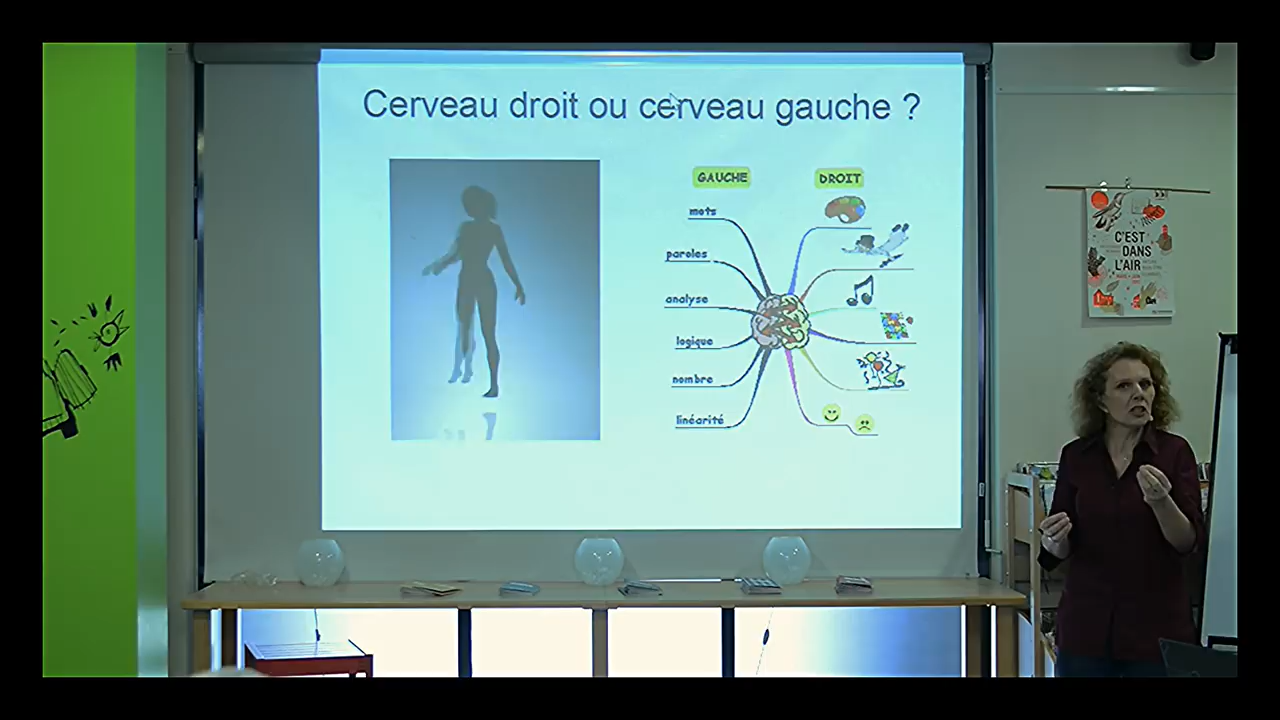 Cerveau droit ou cerveau gauche ?
GAUCHE
DROIT
mots
paroles
analyse
logique
nombre
linéarité
C'EST
DANS
L'AIR